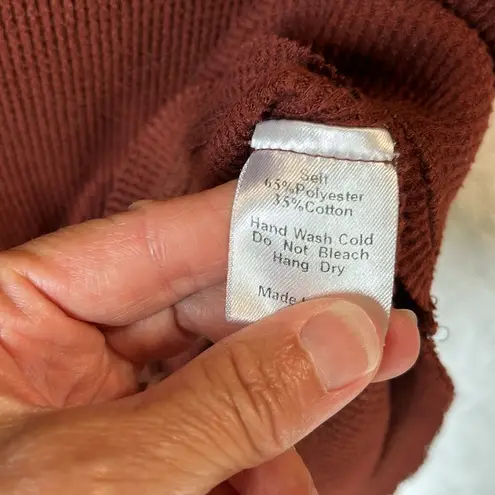 Self
65%Polyester
35%Cotton
Hand Wash Cold
Do Not Bleach
Hang Dry
Made